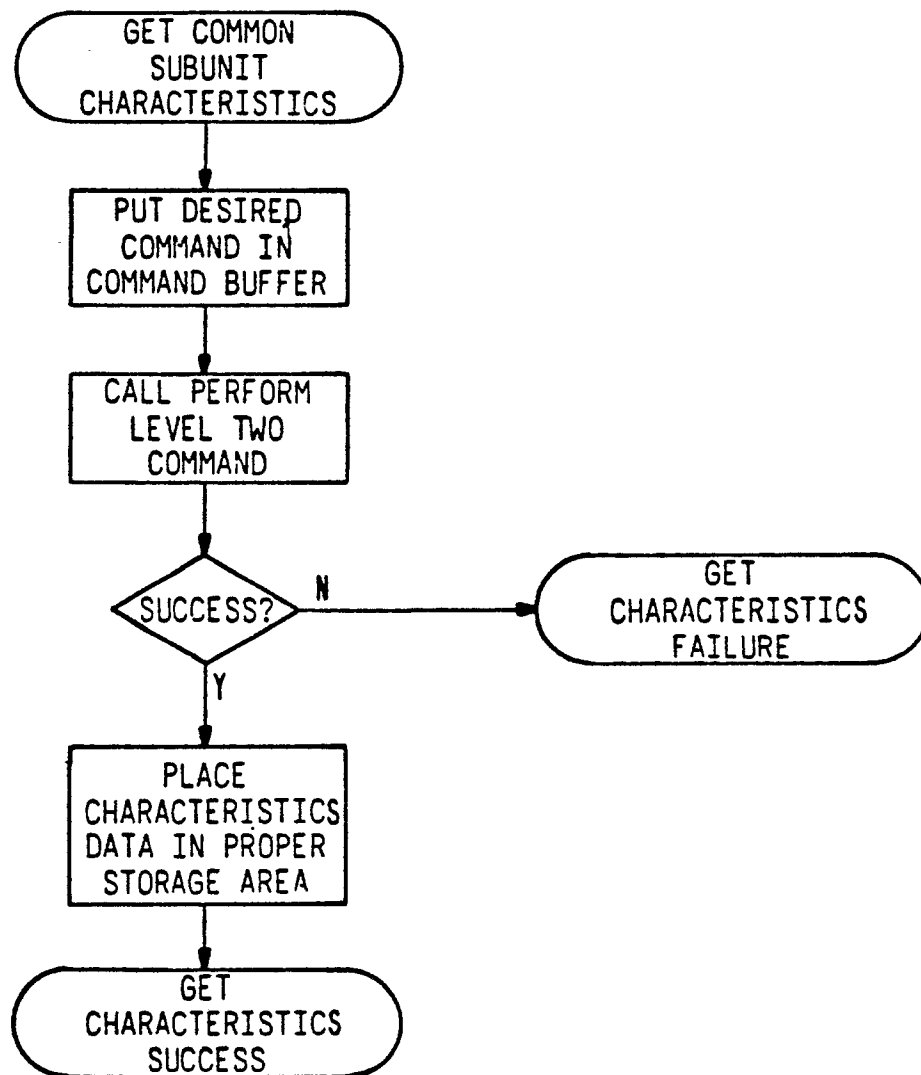 GET COMMON
SUBUNIT
CHARACTERISTICS
PUT DESIRED
COMMAND IN
COMMAND BUFFER
CALL PERFORM
LEVEL TWO
COMMAND
SUCCESS?
N
GET
CHARACTERISTICS
FAILURE
Y
PLACE
CHARACTERISTICS
DATA IN PROPER
STORAGE AREA
GET
CHARACTERISTICS
SUCCESS